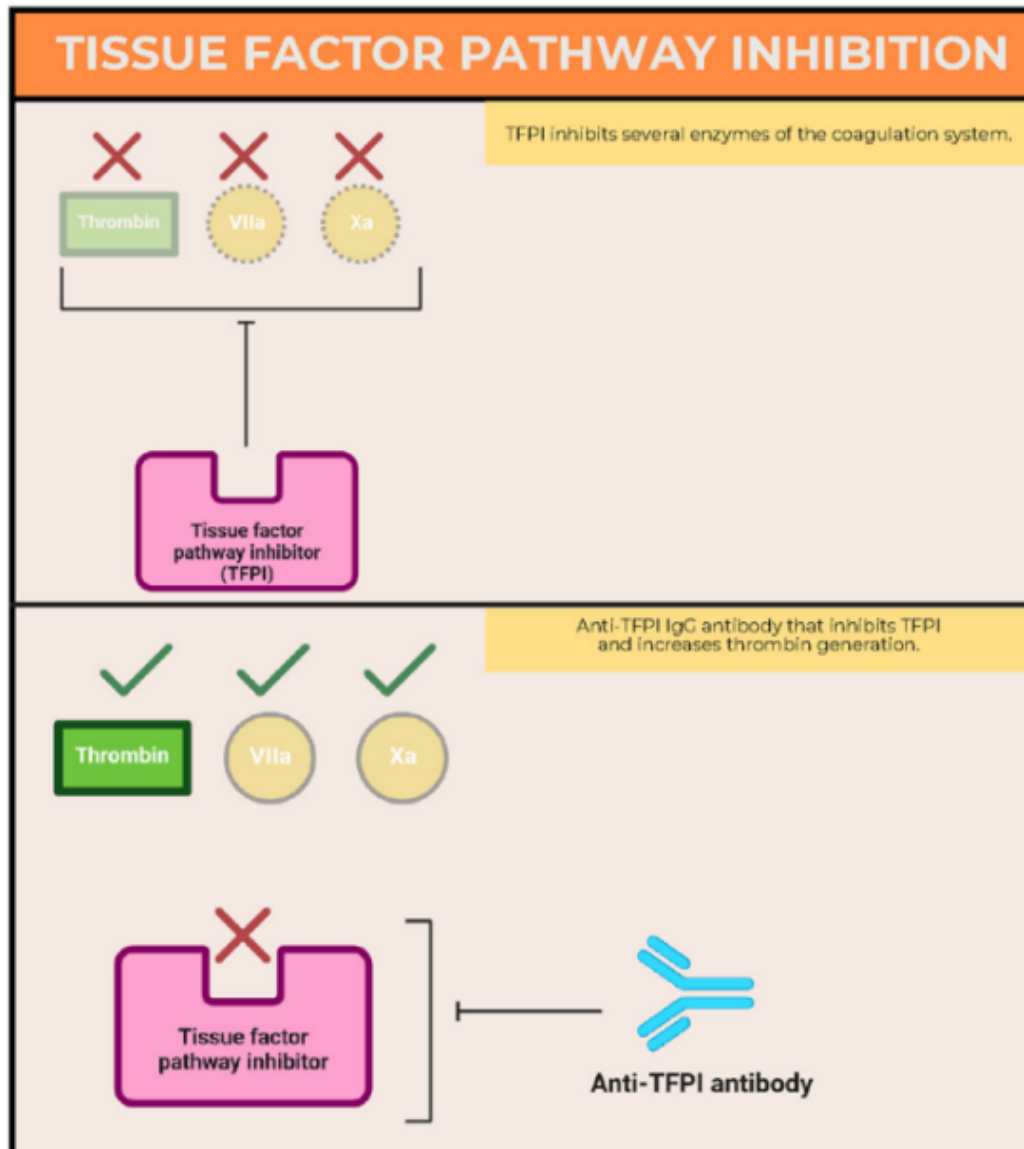 TISSUE FACTOR PATHWAY INHIBITION
TFPI inhibits several enzymes of the coagulation system.
Thrombin
VIIa
Xa
Tissue factor
pathway inhibitor
(TFPI)
Anti-TFPI IgG antibody that inhibits TFPI
and increases thrombin generation.
Thrombin
VIIa
Xa
Tissue factor
pathway inhibitor
Anti-TFPI antibody